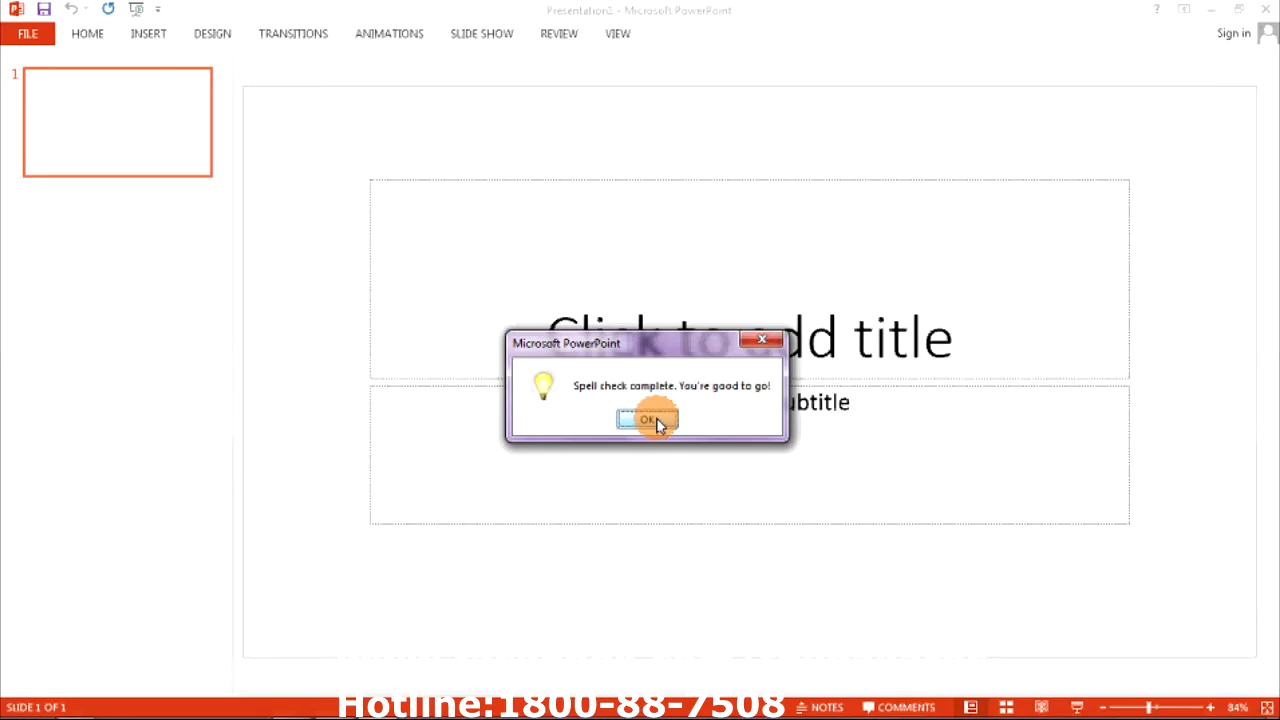 Presentation1 - Microsoft PowerPoint
?
FILE HOME INSERT DESIGN TRANSITIONS ANIMATIONS SLIDE SHOW REVIEW VIEW Sign in
1
Click to add title
Microsoft PowerPoint
Spell check complete. You're good to go!
OK
subtitle
SLIDE 1 OF 1 Hotline:1800-88-7508 NOTES COMMENTS 84%